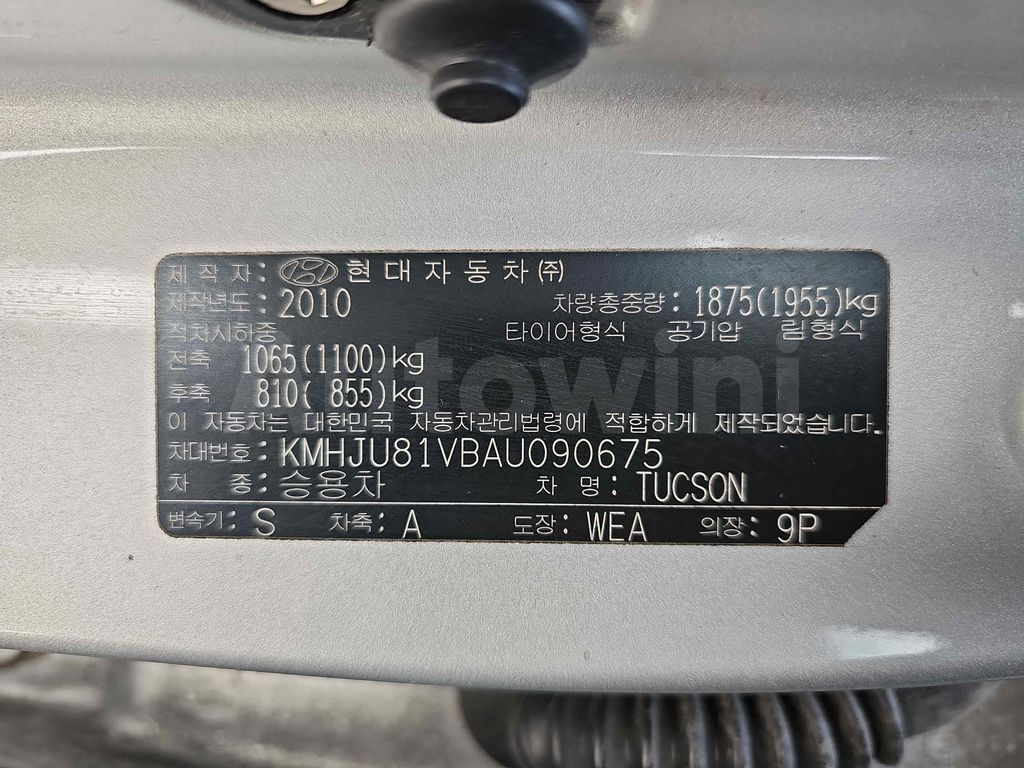 제 작 자 : 현 대 자 동 차 ㈜
제작년도 : 2010 차량총중량 : 1875(1955)kg
적차시하중 타이어형식 공기압 림형식
전축 1065(1100)kg
후축 810( 855)kg
이 자동차는 대한민국 자동차관리법령에 적합하게 제작되었습니다.
차대번호 : KMHJU81VBAU090675
차 종 : 승용차 차 명 : TUCSON
변속기 : S 차축 : A 도장 : WEA 의장 : 9P
Autowini